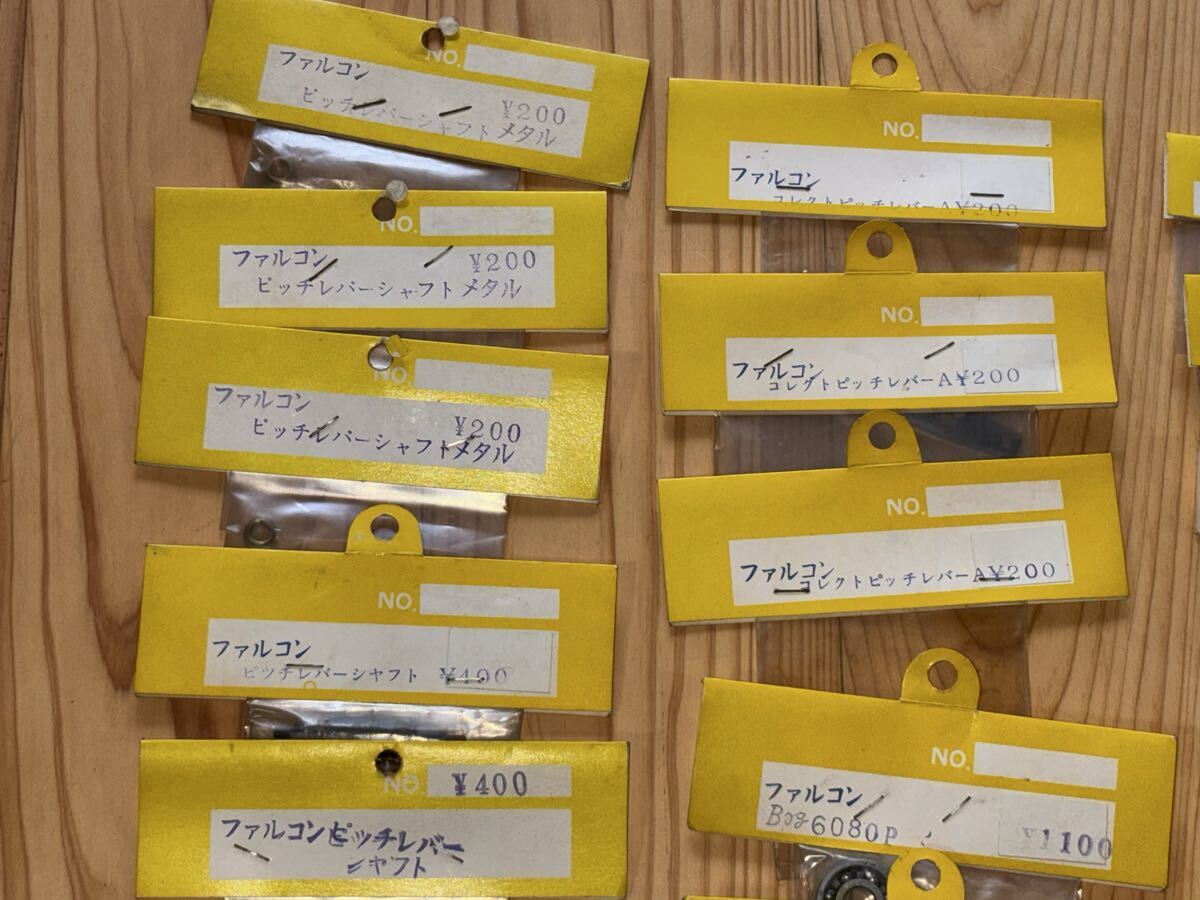 NO.
ファルコン
ピッチレバーシャフトメタル
¥200
NO.
ファルコン
¥200
ピッチレバーシャフトメタル
NO.
ファルコン
¥200
ピッチレバーシャフトメタル
NO.
ファルコン
ピッチレバーシャフト ¥400
NO.
¥400
ファルコンピッチレバー
シャフト
NO.
ファルコン
コレクトピッチレバーA¥200
NO.
ファルコン
コレクトピッチレバーA¥200
NO.
ファルコン
コレクトピッチレバーA¥200
NO.
ファルコン
Brg6080P
¥1100